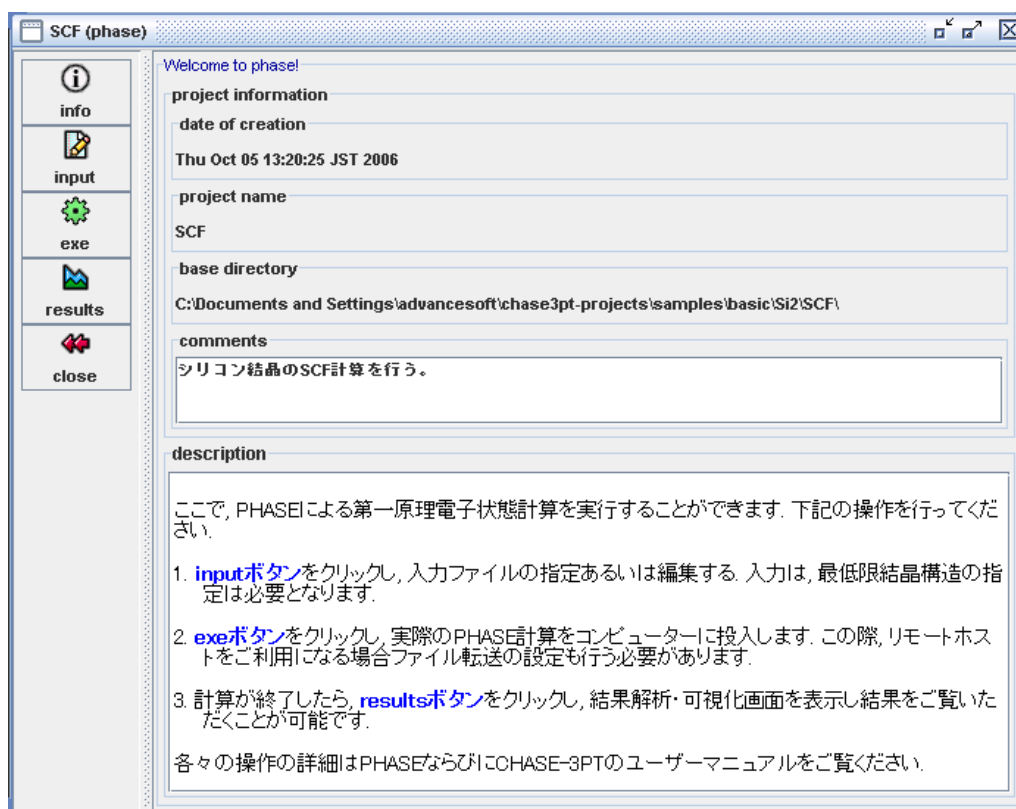 SCF (phase)
info
input
exe
results
close
Welcome to phase!
project information
date of creation
Thu Oct 05 13:20:25 JST 2006
project name
SCF
base directory
C:\Documents and Settings\advancesoft\chase3pt-projects\samples\basic\Si2\SCF\
comments
シリコン結晶のSCF計算を行う。
description
ここで, PHASEによる第一原理電子状態計算を実行することができます. 下記の操作を行ってくだ
さい.
1. inputボタンをクリックし, 入力ファイルの指定あるいは編集する. 入力は, 最低限結晶構造の指
定は必要となります.
2. exeボタンをクリックし, 実際のPHASE計算をコンピューターに投入します. この際, リモートホス
トをご利用になる場合ファイル転送の設定も行う必要があります.
3. 計算が終了したら, resultsボタンをクリックし, 結果解析・可視化画面を表示し結果をご覧いた
だくことが可能です.
各々の操作の詳細はPHASEならびにCHASE-3PTのユーザーマニュアルをご覧ください.